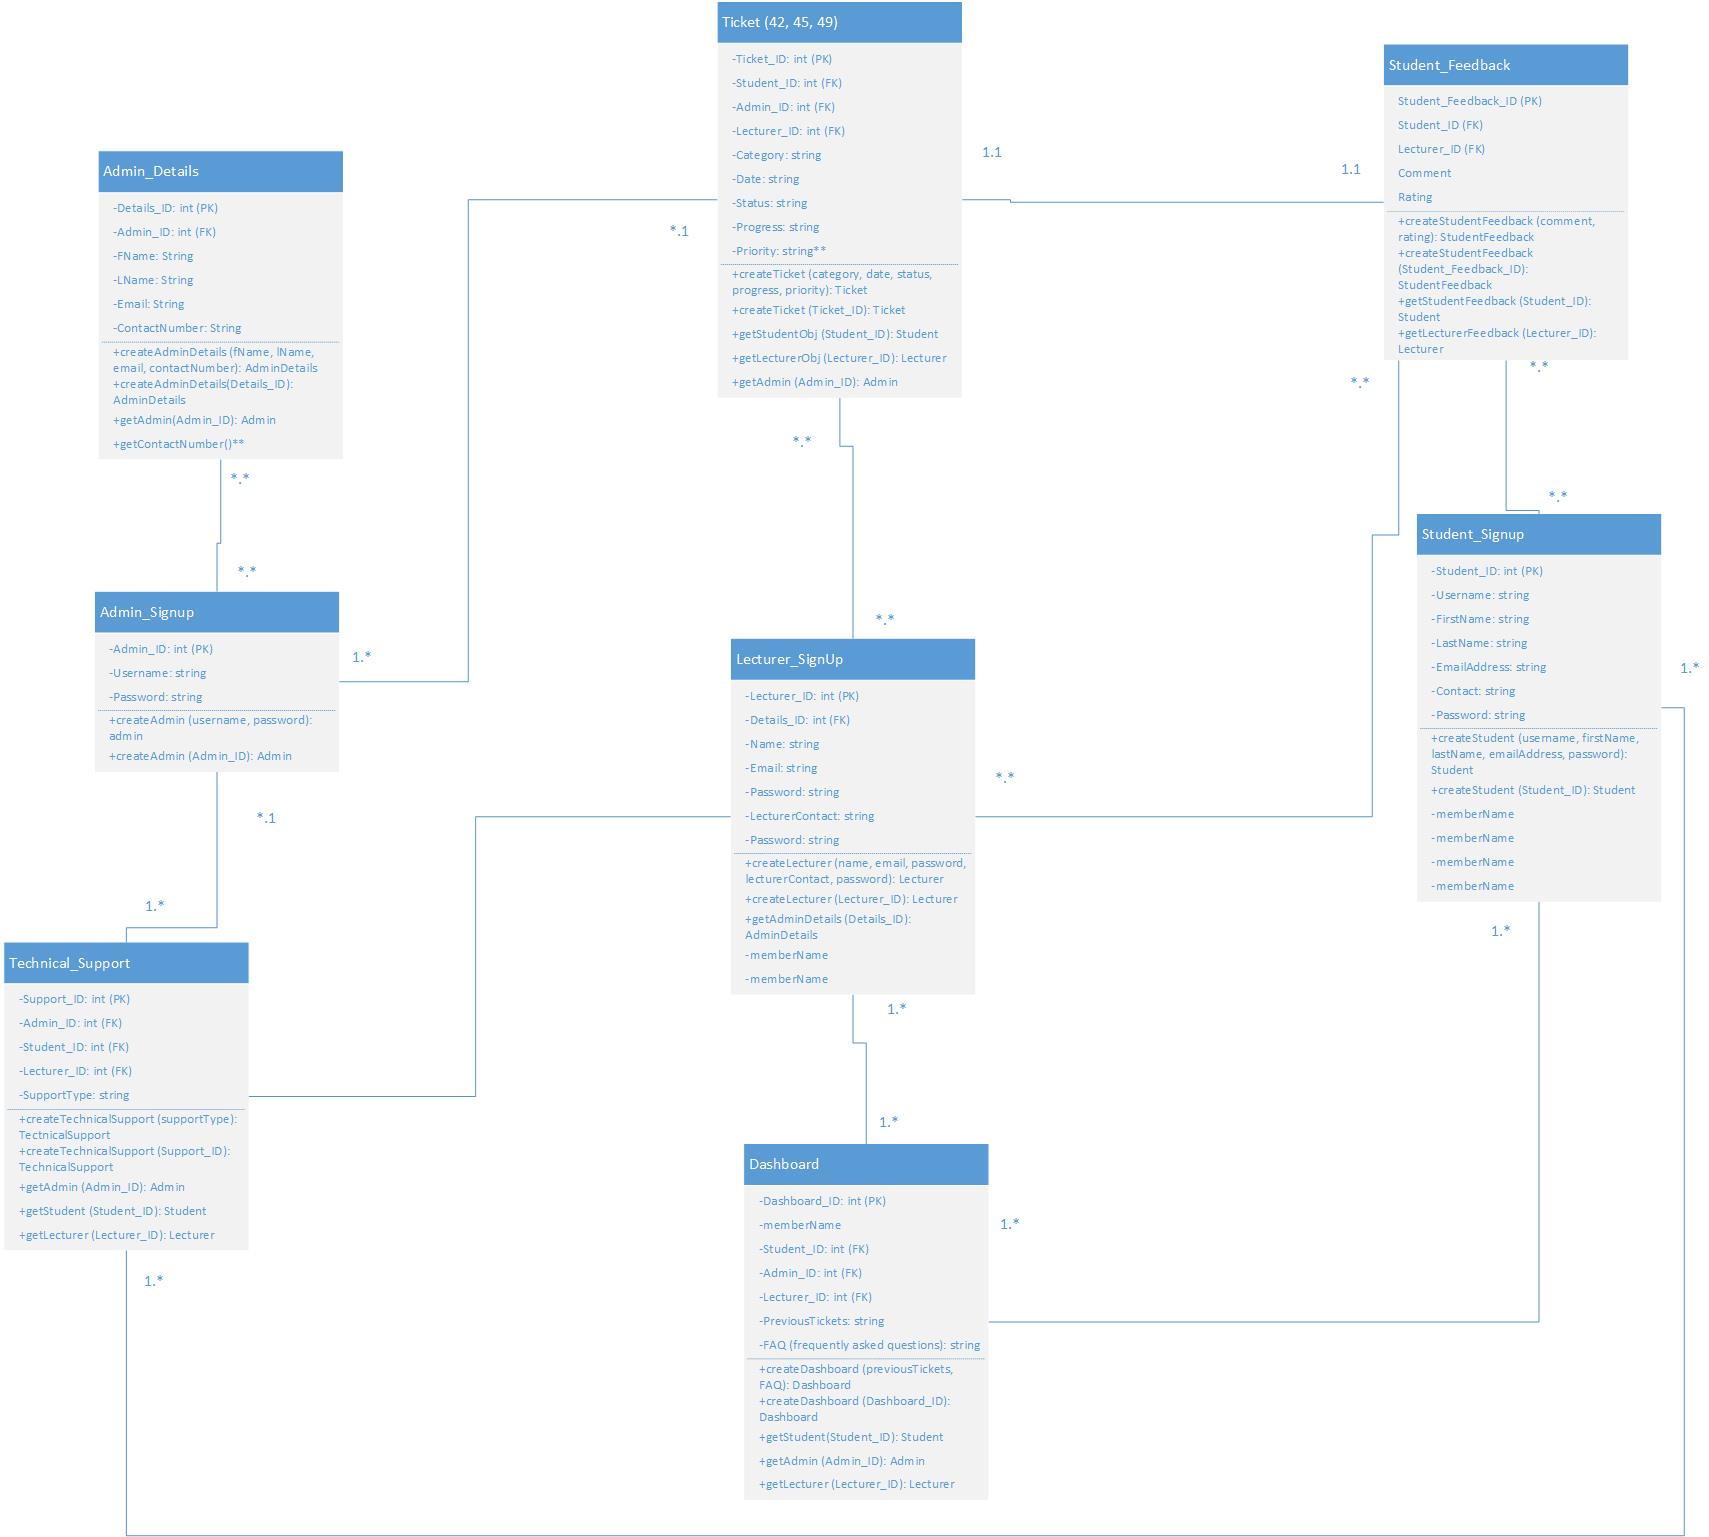 Ticket (42, 45, 49)
-Ticket_ID: int (PK)
-Student_ID: int (FK)
-Admin_ID: int (FK)
-Lecturer_ID: int (FK)
-Category: string
-Date: string
-Status: string
-Progress: string
-Priority: string**
+createTicket (category, date, status,
progress, priority): Ticket
+createTicket (Ticket_ID): Ticket
+getStudentObj (Student_ID): Student
+getLecturerObj (Lecturer_ID): Lecturer
+getAdmin (Admin_ID): Admin
Student_Feedback
Student_Feedback_ID (PK)
Student_ID (FK)
Lecturer_ID (FK)
Comment
Rating
+createStudentFeedback (comment,
rating): StudentFeedback
+createStudentFeedback
(Student_Feedback_ID):
StudentFeedback
+getStudentFeedback (Student_ID):
Student
+getLecturerFeedback (Lecturer_ID):
Lecturer
1.1
1.1
*.1
*.*
*.*
*.*
Admin_Details
-Details_ID: int (PK)
-Admin_ID: int (FK)
-FName: String
-LName: String
-Email: String
-ContactNumber: String
+createAdminDetails (fName, lName,
email, contactNumber): AdminDetails
+createAdminDetails(Details_ID):
AdminDetails
+getAdmin(Admin_ID): Admin
+getContactNumber()**
*.*
*.*
Admin_Signup
-Admin_ID: int (PK)
-Username: string
-Password: string
+createAdmin (username, password):
admin
+createAdmin (Admin_ID): Admin
1.*
*.1
1.*
*.*
Lecturer_SignUp
-Lecturer_ID: int (PK)
-Details_ID: int (FK)
-Name: string
-Email: string
-Password: string
-LecturerContact: string
-Password: string
+createLecturer (name, email, password,
lecturerContact, password): Lecturer
+createLecturer (Lecturer_ID): Lecturer
+getAdminDetails (Details_ID):
AdminDetails
-memberName
-memberName
*.*
1.*
*.*
Student_Signup
-Student_ID: int (PK)
-Username: string
-FirstName: string
-LastName: string
-EmailAddress: string
-Contact: string
-Password: string
+createStudent (username, firstName,
lastName, emailAddress, password):
Student
+createStudent (Student_ID): Student
-memberName
-memberName
-memberName
-memberName
1.*
1.*
Technical_Support
-Support_ID: int (PK)
-Admin_ID: int (FK)
-Student_ID: int (FK)
-Lecturer_ID: int (FK)
-SupportType: string
+createTechnicalSupport (supportType):
TectnicalSupport
+createTechnicalSupport (Support_ID):
TechnicalSupport
+getAdmin (Admin_ID): Admin
+getStudent (Student_ID): Student
+getLecturer (Lecturer_ID): Lecturer
1.*
1.*
Dashboard
-Dashboard_ID: int (PK)
-memberName
-Student_ID: int (FK)
-Admin_ID: int (FK)
-Lecturer_ID: int (FK)
-PreviousTickets: string
-FAQ (frequently asked questions): string
+createDashboard (previousTickets,
FAQ): Dashboard
+createDashboard (Dashboard_ID):
Dashboard
+getStudent(Student_ID): Student
+getAdmin (Admin_ID): Admin
+getLecturer (Lecturer_ID): Lecturer
1.*